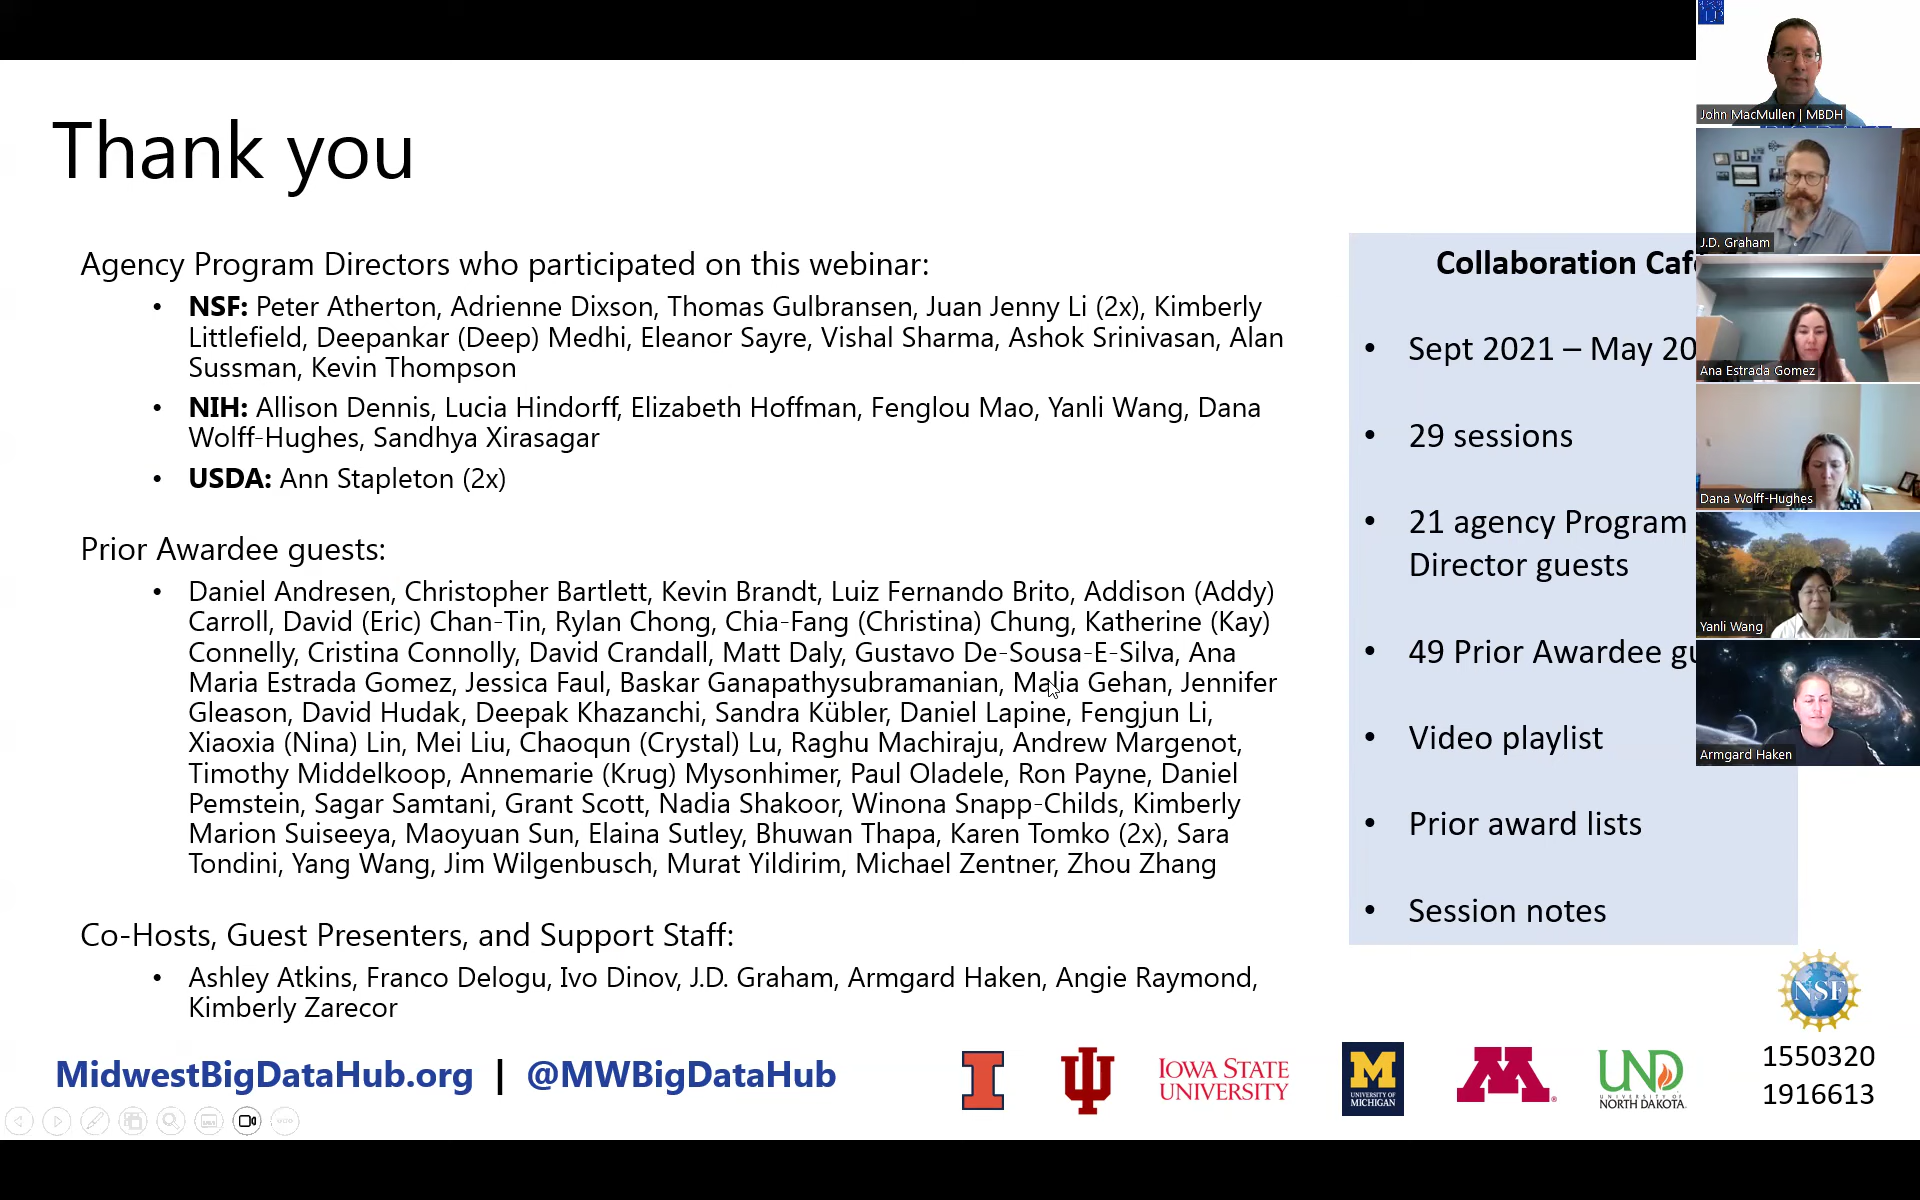 Thank you
Agency Program Directors who participated on this webinar:
• NSF: Peter Atherton, Adrienne Dixson, Thomas Gulbransen, Juan Jenny Li (2x), Kimberly
Littlefield, Deepankar (Deep) Medhi, Eleanor Sayre, Vishal Sharma, Ashok Srinivasan, Alan
Sussman, Kevin Thompson
• NIH: Allison Dennis, Lucia Hindorff, Elizabeth Hoffman, Fenglou Mao, Yanli Wang, Dana
Wolff-Hughes, Sandhya Xirasagar
• USDA: Ann Stapleton (2x)
Prior Awardee guests:
• Daniel Andresen, Christopher Bartlett, Kevin Brandt, Luiz Fernando Brito, Addison (Addy)
Carroll, David (Eric) Chan-Tin, Rylan Chong, Chia-Fang (Christina) Chung, Katherine (Kay)
Connelly, Cristina Connolly, David Crandall, Matt Daly, Gustavo De-Sousa-E-Silva, Ana
Maria Estrada Gomez, Jessica Faul, Baskar Ganapathysubramanian, Malia Gehan, Jennifer
Gleason, David Hudak, Deepak Khazanchi, Sandra Kübler, Daniel Lapine, Fengjun Li,
Xiaoxia (Nina) Lin, Mei Liu, Chaoqun (Crystal) Lu, Raghu Machiraju, Andrew Margenot,
Timothy Middelkoop, Annemarie (Krug) Mysonhimer, Paul Oladele, Ron Payne, Daniel
Pemstein, Sagar Samtani, Grant Scott, Nadia Shakoor, Winona Snapp-Childs, Kimberly
Marion Suiseeya, Maoyuan Sun, Elaina Sutley, Bhuwan Thapa, Karen Tomko (2x), Sara
Tondini, Yang Wang, Jim Wilgenbusch, Murat Yildirim, Michael Zentner, Zhou Zhang
Co-Hosts, Guest Presenters, and Support Staff:
• Ashley Atkins, Franco Delogu, Ivo Dinov, J.D. Graham, Armgard Haken, Angie Raymond,
Kimberly Zarecor
Collaboration Caf
• Sept 2021 – May 20
• 29 sessions
• 21 agency Program
Director guests
• 49 Prior Awardee gu
• Video playlist
• Prior award lists
• Session notes
John MacMullen | MBDH
J.D. Graham
Ana Estrada Gomez
Dana Wolff-Hughes
Yanli Wang
Armgard Haken
MidwestBigDataHub.org | @MWBigDataHub
IOWA STATE
UNIVERSITY
M
UNIVERSITY OF
MICHIGAN
M
UND
UNIVERSITY OF
NORTH DAKOTA
NSF
1550320
1916613